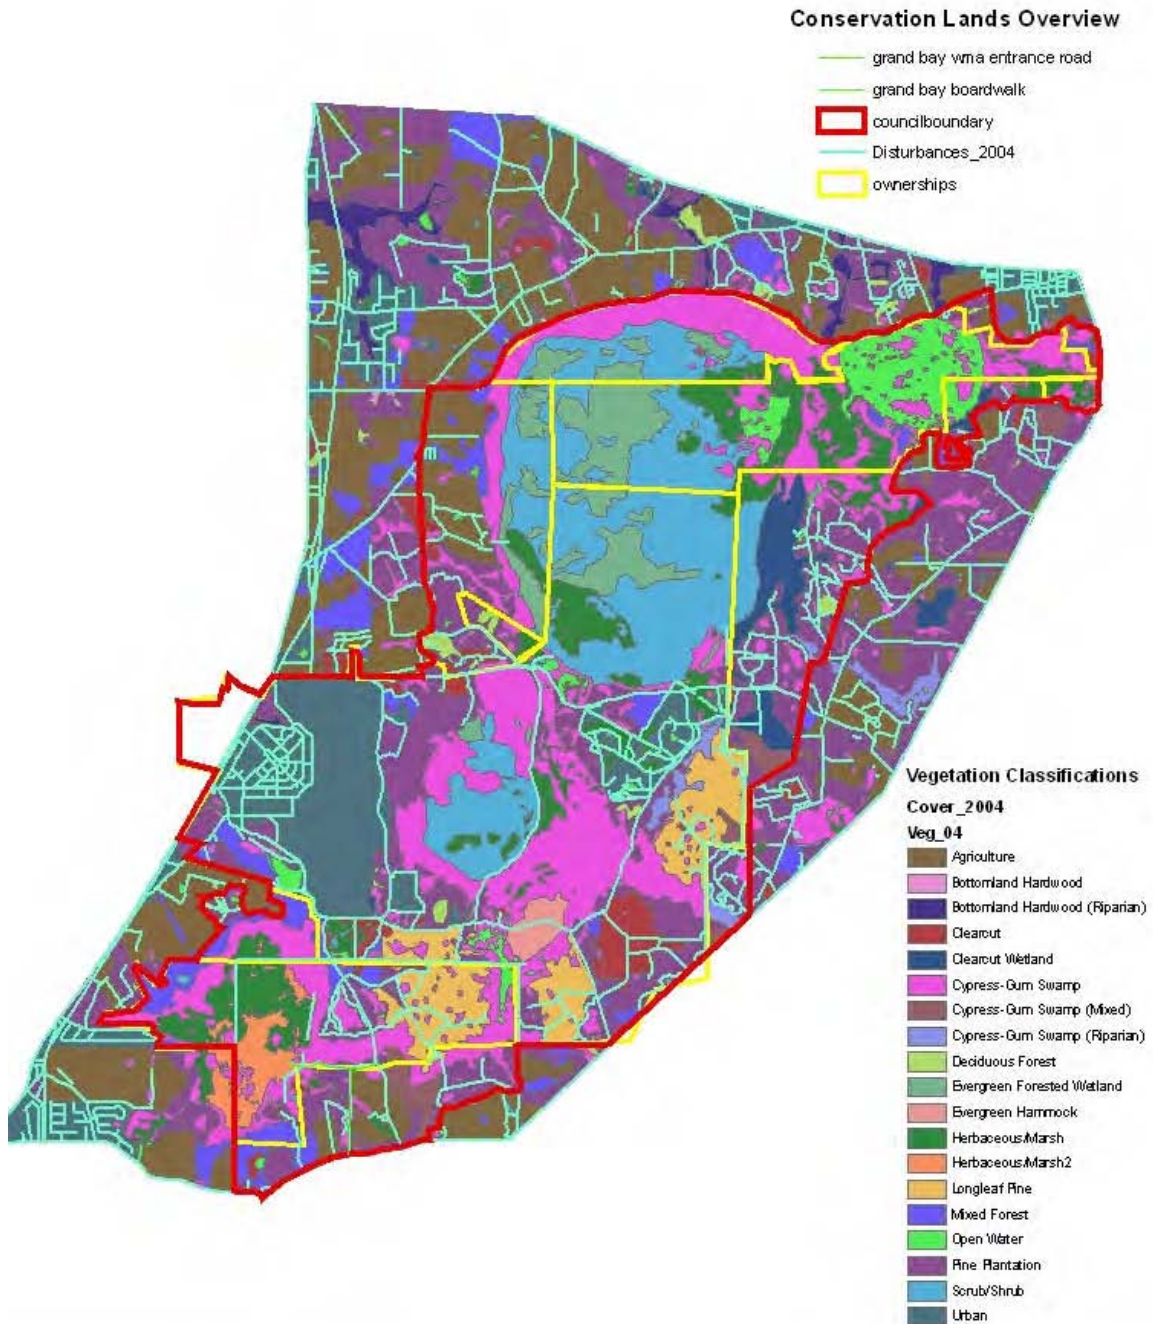 Conservation Lands Overview
grand bay wma entrance road
grand bay boardwalk
councilboundary
Disturbances_2004
ownerships
Vegetation Classifications
Cover_2004
Veg_04
Agriculture
Bottomland Hardwood
Bottomland Hardwood (Riparian)
Clearcut
Clearcut Wetland
Cypress-Gum Swamp
Cypress-Gum Swamp (Mixed)
Cypress-Gum Swamp (Riparian)
Deciduous Forest
Evergreen Forested Wetland
Evergreen Hammock
Herbaceous/Marsh
Herbaceous/Marsh2
Longleaf Pine
Mixed Forest
Open Water
Pine Plantation
Scrub/Shrub
Urban